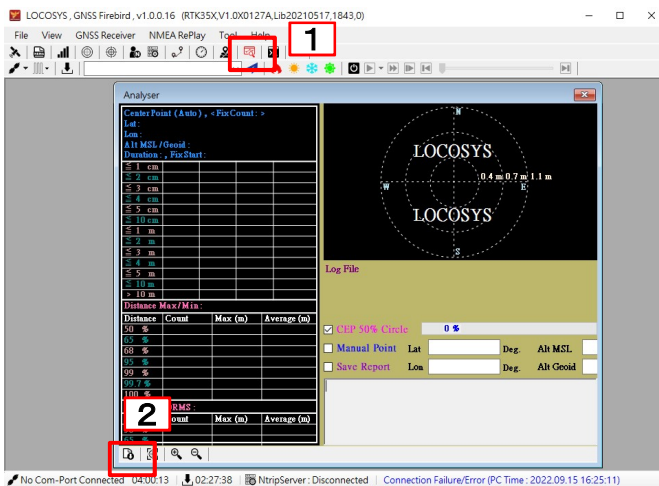 LOCOSYS , GNSS Firebird , v1.0.0.16 (RTK35X,V1.0X0127A,Lib20210517,1843,0)
File View GNSS Receiver NMEA RePlay Tool Help
1
Analyser
Center Point (Auto) , <Fix Count: >
Lat:
Lon:
Alt MSL /Geoid :
Duration: , FixStart:
≦ 1 cm
≦ 2 cm
≦ 3 cm
≦ 4 cm
≦ 5 cm
≦ 10 cm
≦ 1 m
≦ 2 m
≦ 3 m
≦ 4 m
≦ 5 m
≦ 10 m
> 10 m
Distance Max/Min:
Distance Count Max (m) Average (m)
50 %
65 %
68 %
95 %
99 %
99.7 %
100 %
RMS :
ount Max (m) Average (m)
65 %
2
N
LOCOSYS
0.4 m 0.7 m 1.1 m
W E
LOCOSYS
S
Log File
CEP 50% Circle 0 %
Manual Point Lat Deg. Alt MSL
Save Report Lon Deg. Alt Geoid
No Com-Port Connected 04:00:13 02:27:38 NtripServer : Disconnected Connection Failure/Error (PC Time : 2022.09.15 16:25:11)